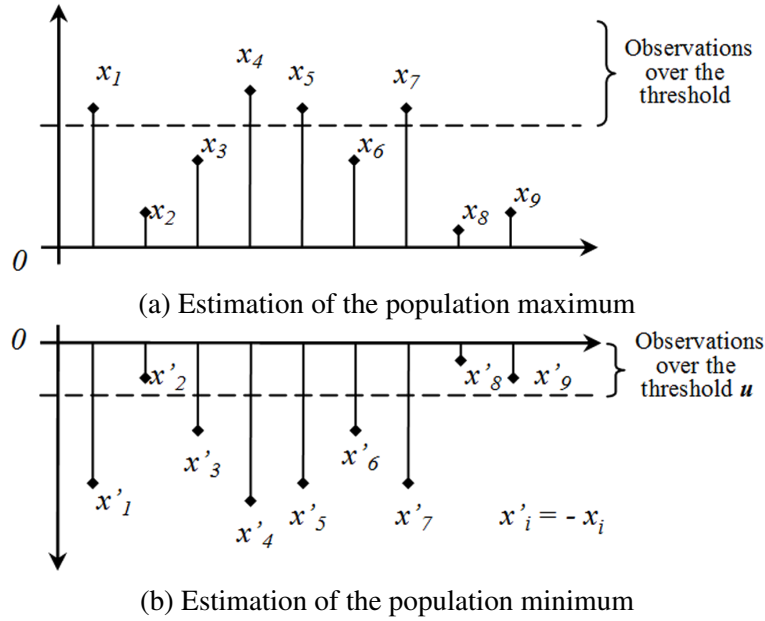 x4
x1
x5
x7
Observations
over the
threshold
x3
x6
x2
x8
x9
0
(a) Estimation of the population maximum
0
Observations
over the
threshold u
x'2
x'8
x'9
x'3
x'6
x'1
x'4
x'5
x'7
x'i = - xi
(b) Estimation of the population minimum